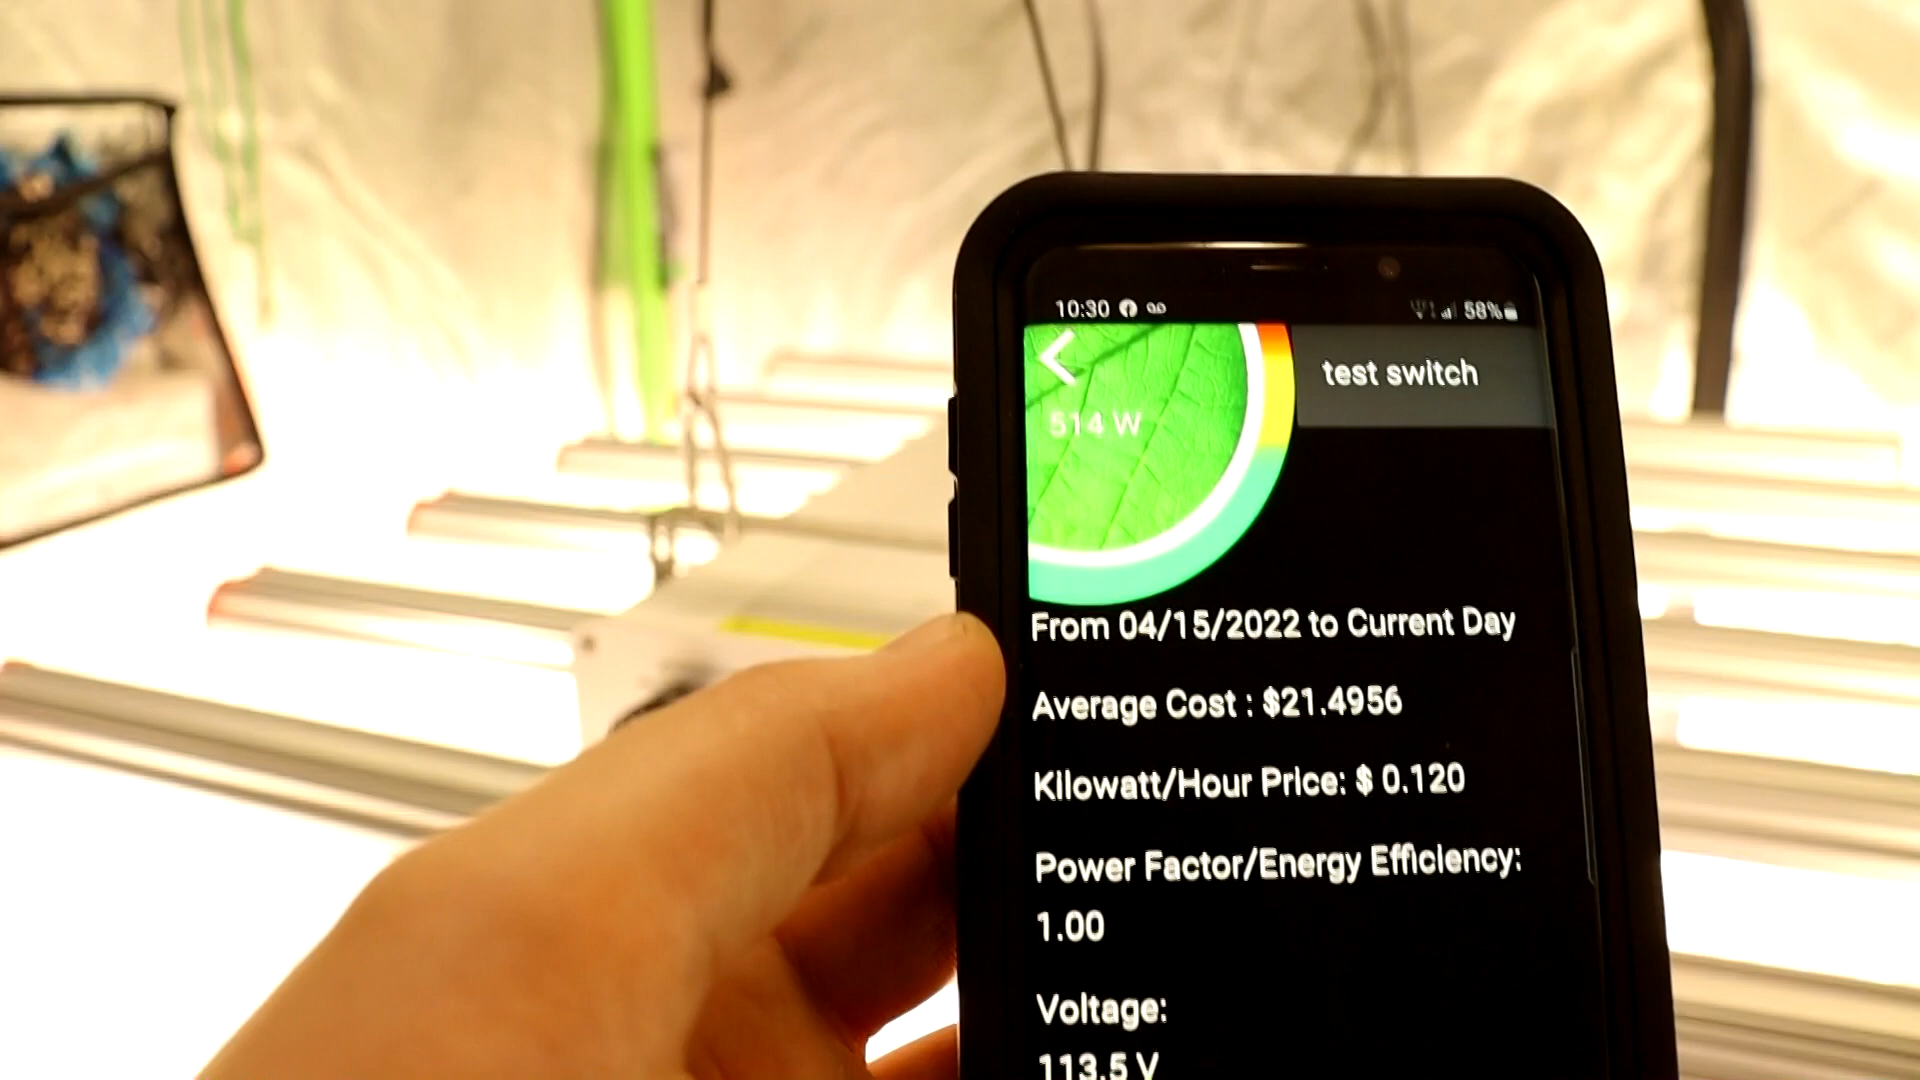 10:30 58%
test switch
514 W
From 04/15/2022 to Current Day
Average Cost : $21.4956
Kilowatt/Hour Price: $ 0.120
Power Factor/Energy Efficiency:
1.00
Voltage:
113.5 V